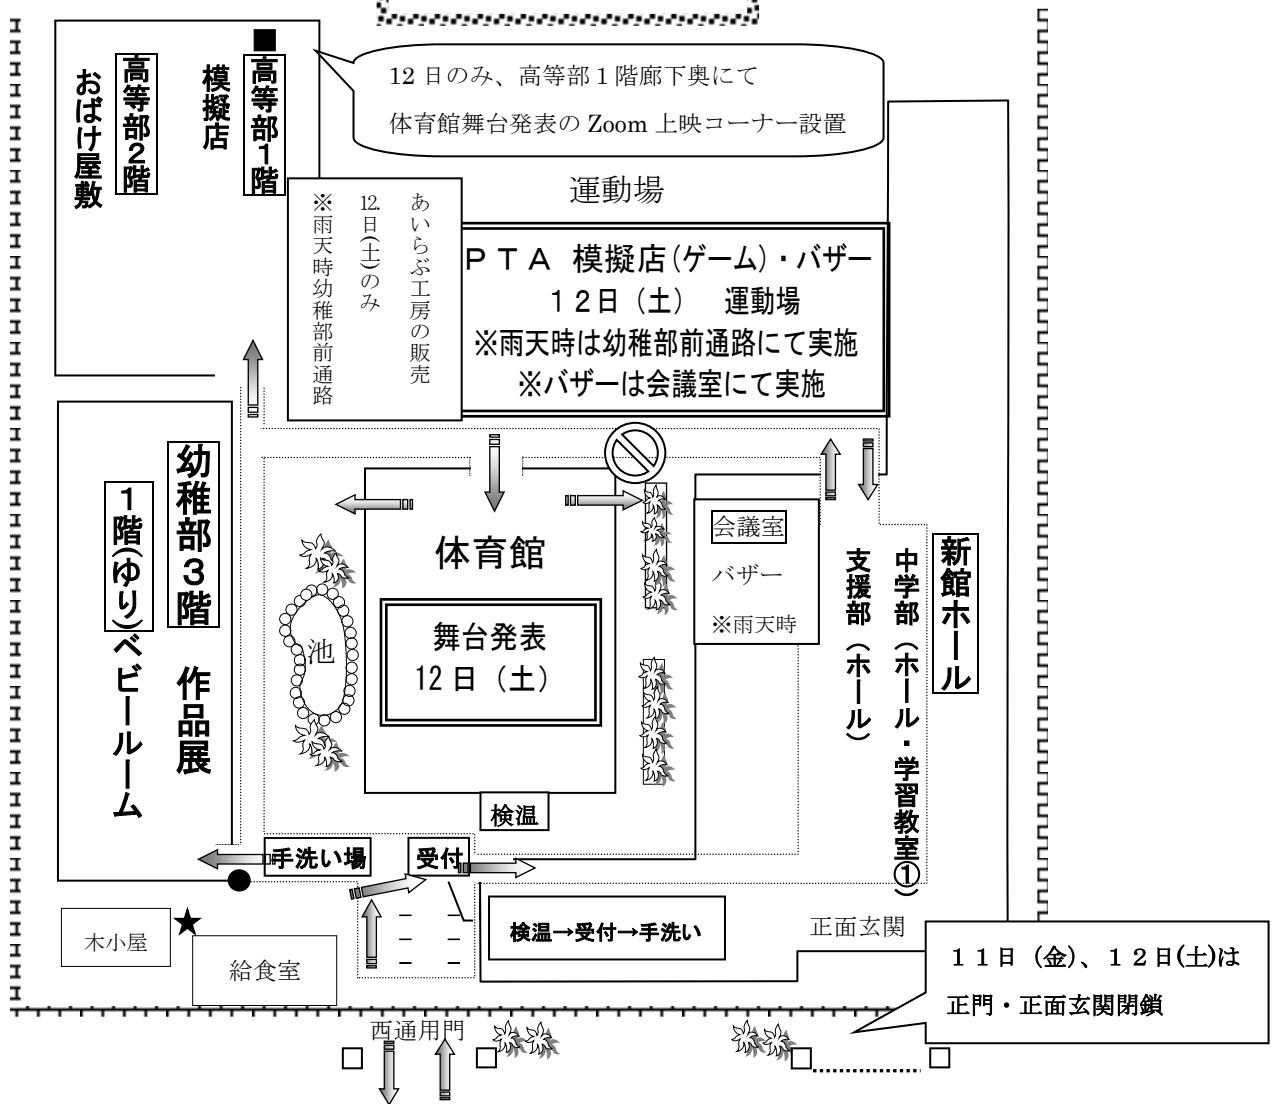 12 日のみ、高等部 1 階廊下奥にて
体育館舞台発表の Zoom 上映コーナー設置
高等部1階
模擬店
高等部2階
おばけ屋敷
運動場
あいらぶ工房の販売
12.日(土)のみ
※雨天時幼稚部前通路
ＰＴＡ 模擬店(ゲーム)・バザー
１２日（土）　運動場
※雨天時は幼稚部前通路にて実施
※バザーは会議室にて実施
幼稚部３階　作品展
１階(ゆり)ベビールーム
池
体育館
舞台発表
12 日（土）
会議室
バザー
※雨天時
新館ホール
中学部（ホール・学習教室①）
支援部（ホール）
検温
手洗い場
受付
検温→受付→手洗い
正面玄関
木小屋
★
給食室
１１日（金）、１２日(土)は
正門・正面玄関閉鎖
西通用門